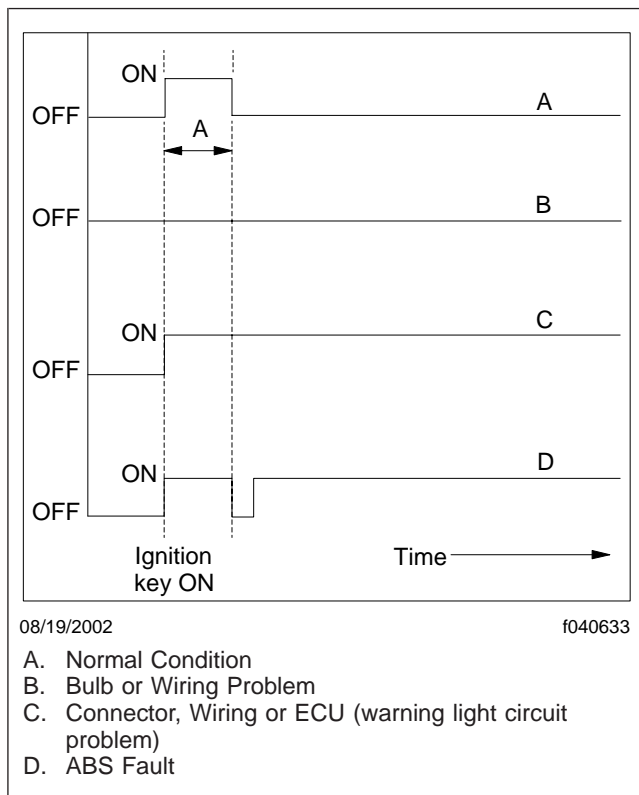 ON
OFF
A
A
OFF
B
ON
OFF
C
ON
OFF
D
Ignition
key ON
Time
08/19/2002
f040633
A. Normal Condition
B. Bulb or Wiring Problem
C. Connector, Wiring or ECU (warning light circuit
problem)
D. ABS Fault